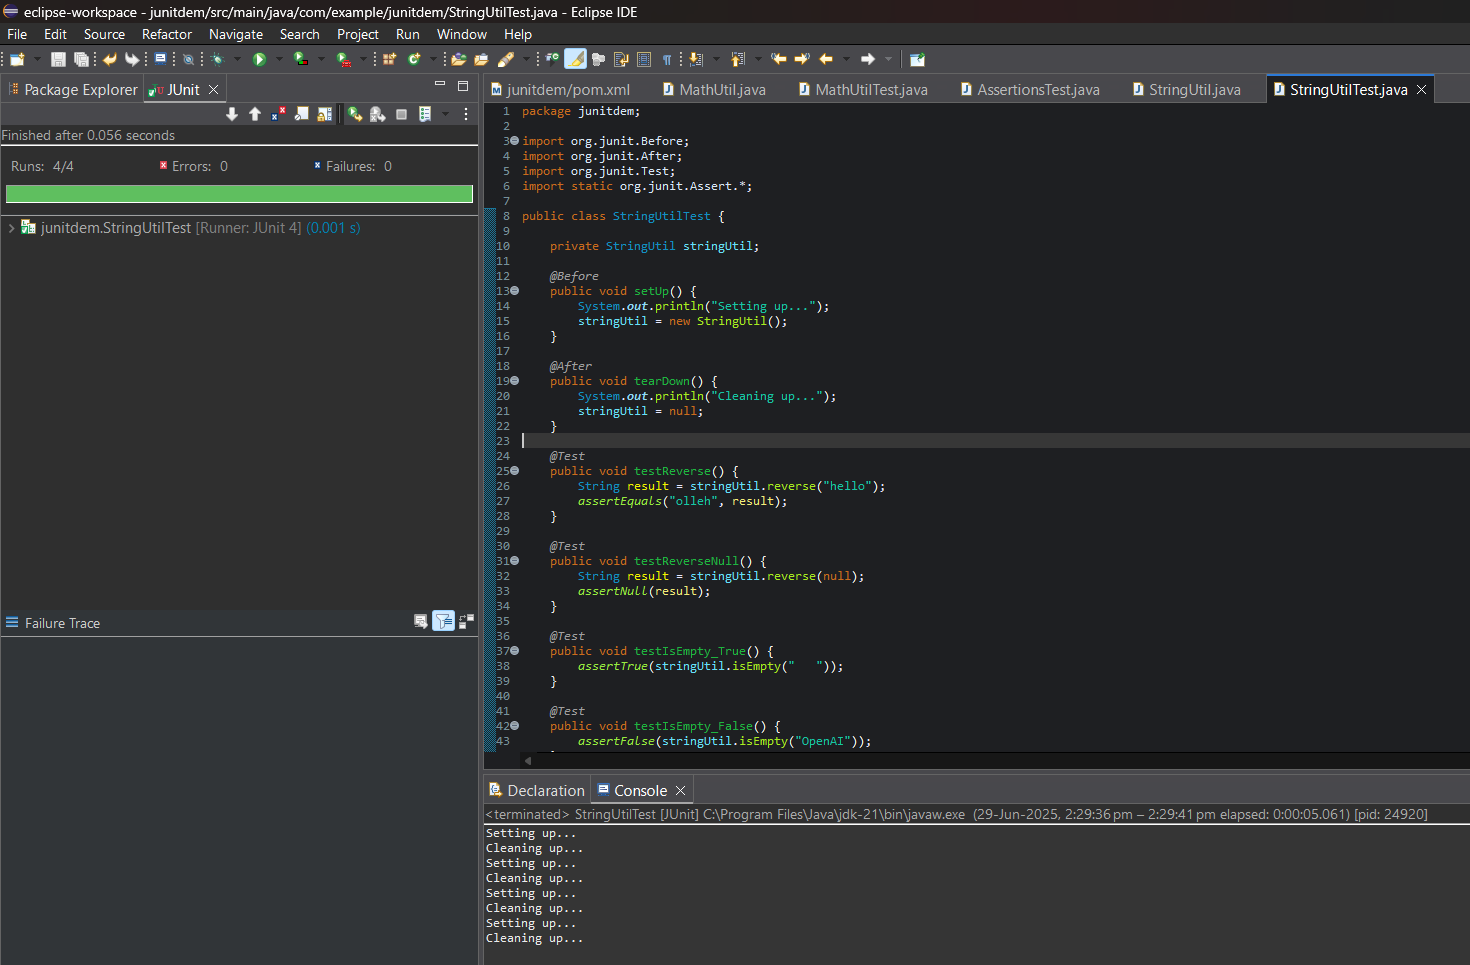 eclipse-workspace - junitdem/src/main/java/com/example/junitdem/StringUtilTest.java - Eclipse IDE
File Edit Source Refactor Navigate Search Project Run Window Help
Package Explorer JUnit
Finished after 0.056 seconds
Runs: 4/4 Errors: 0 Failures: 0
junitdem.StringUtilTest [Runner: JUnit 4] (0.001 s)
Failure Trace
junitdem/pom.xml MathUtil.java MathUtilTest.java AssertionsTest.java StringUtil.java StringUtilTest.java
1 package junitdem;
2
3 import org.junit.Before;
4 import org.junit.After;
5 import org.junit.Test;
6 import static org.junit.Assert.*;
7
8 public class StringUtilTest {
9
10 private StringUtil stringUtil;
11
12 @Before
13 public void setUp() {
14 System.out.println("Setting up...");
15 stringUtil = new StringUtil();
16 }
17
18 @After
19 public void tearDown() {
20 System.out.println("Cleaning up...");
21 stringUtil = null;
22 }
23
24 @Test
25 public void testReverse() {
26 String result = stringUtil.reverse("hello");
27 assertEquals("olleh", result);
28 }
29
30 @Test
31 public void testReverseNull() {
32 String result = stringUtil.reverse(null);
33 assertNull(result);
34 }
35
36 @Test
37 public void testIsEmpty_True() {
38 assertTrue(stringUtil.isEmpty("   "));
39 }
40
41 @Test
42 public void testIsEmpty_False() {
43 assertFalse(stringUtil.isEmpty("OpenAI"));
Declaration Console
<terminated> StringUtilTest [JUnit] C:\Program Files\Java\jdk-21\bin\javaw.exe (29-Jun-2025, 2:29:36 pm – 2:29:41 pm elapsed: 0:00:05.061) [pid: 24920]
Setting up...
Cleaning up...
Setting up...
Cleaning up...
Setting up...
Cleaning up...
Setting up...
Cleaning up...